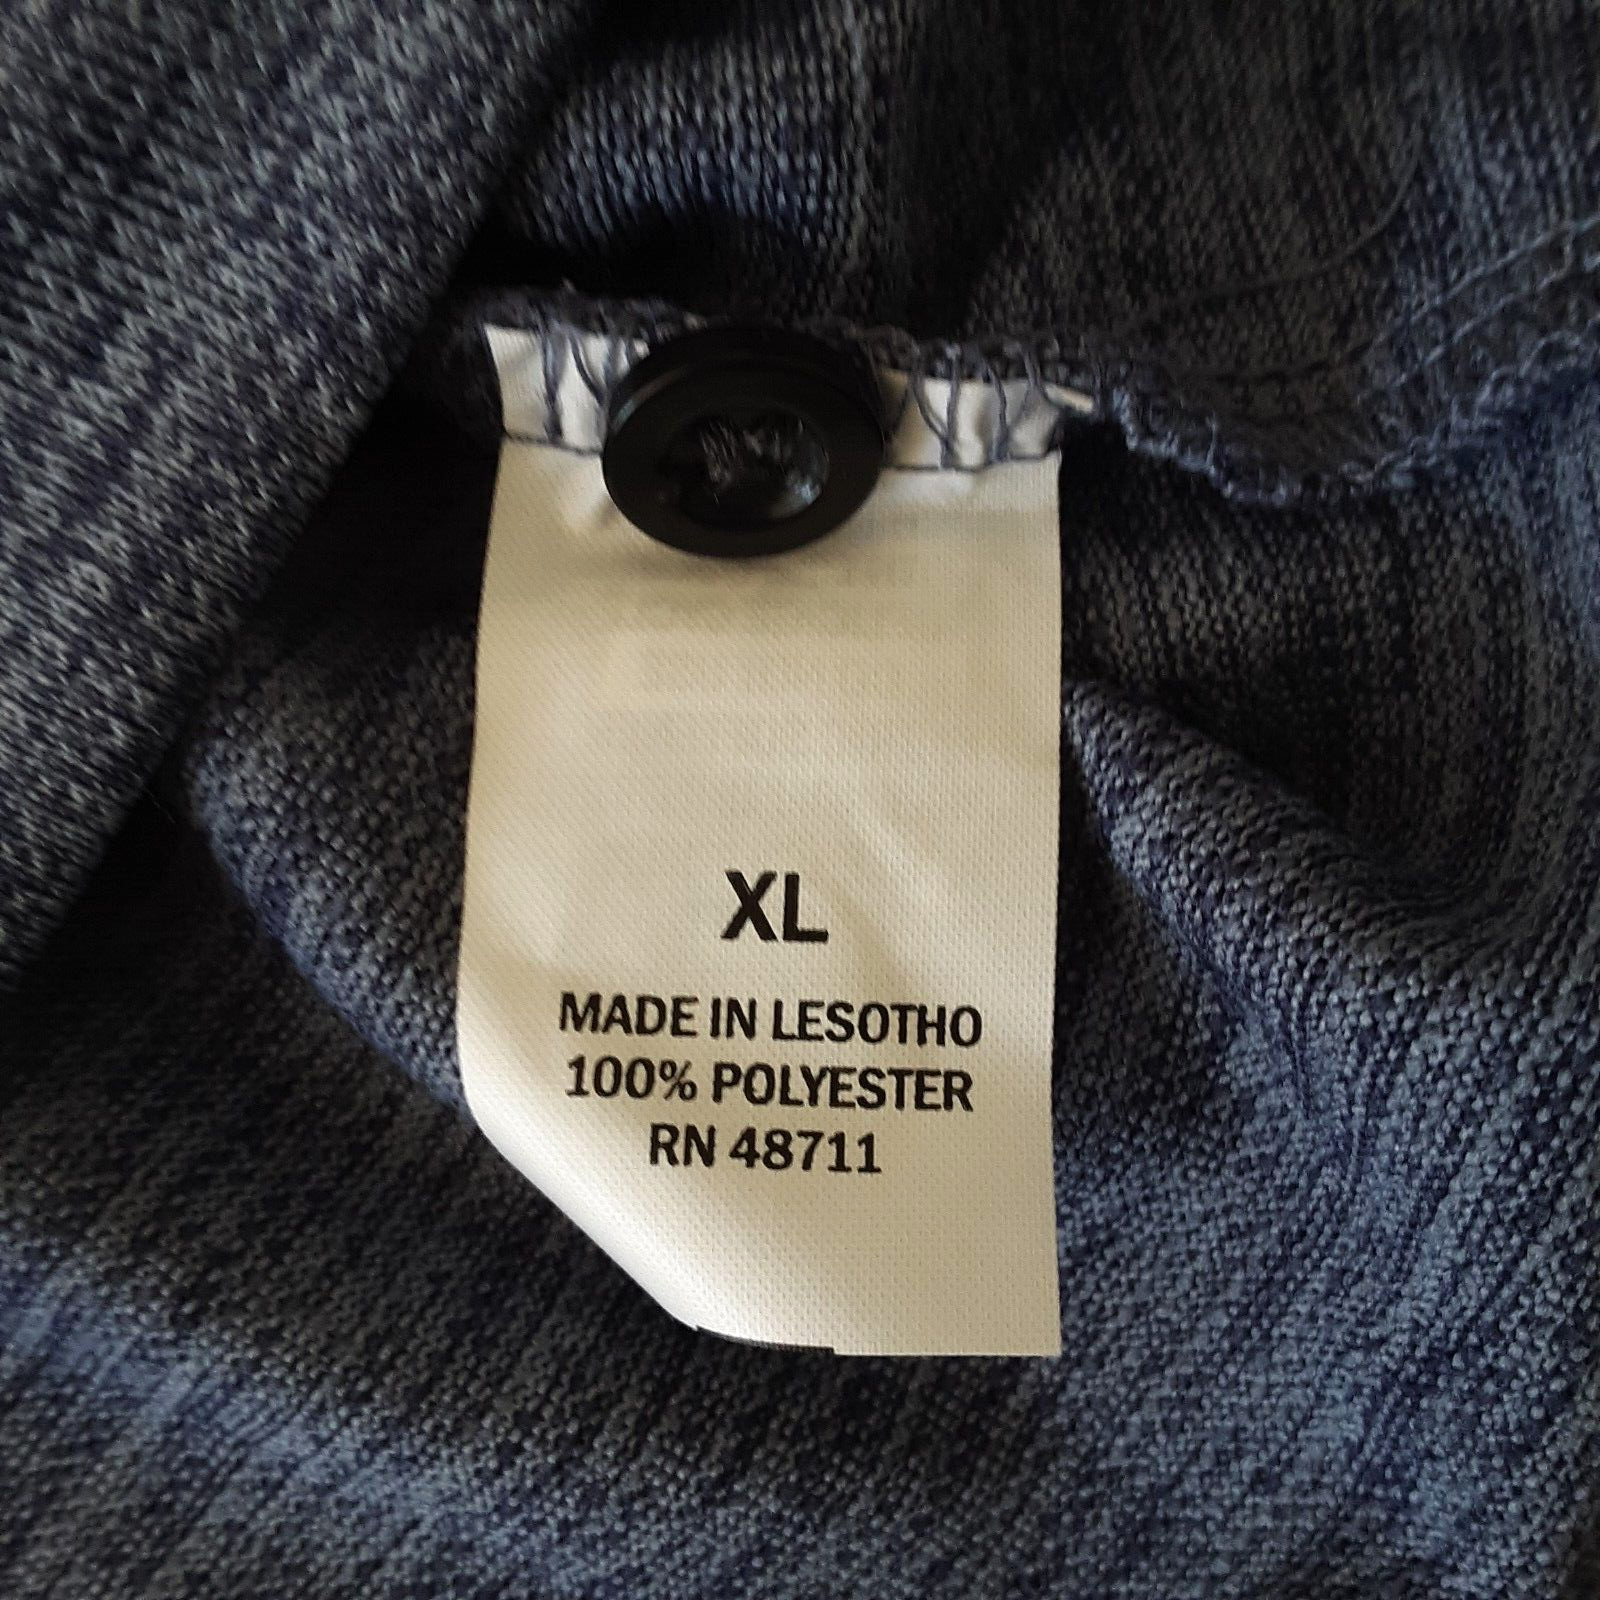 XL
MADE IN LESOTHO
100% POLYESTER
RN 48711